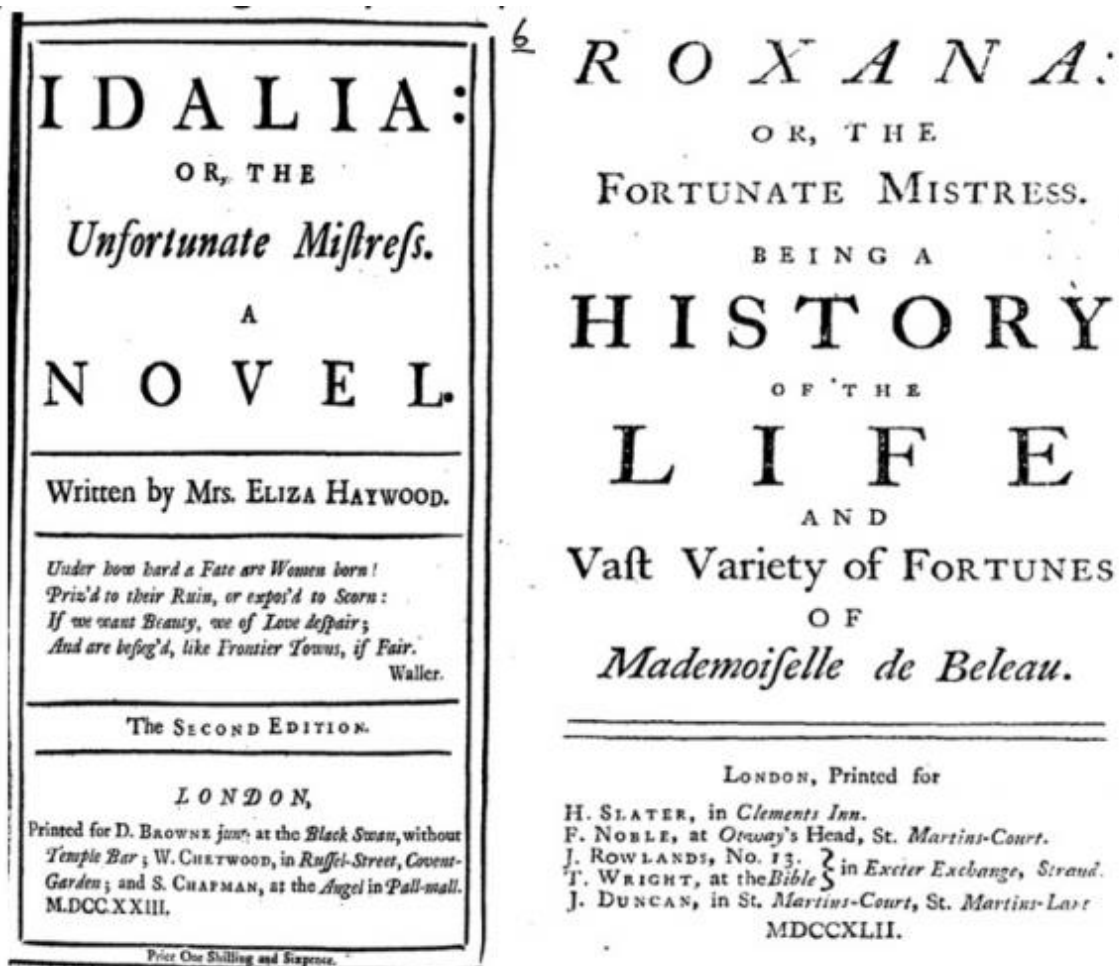 IDALIA:
OR, THE
Unfortunate Miſtreſs.
A
NOVEL.
Written by Mrs. ELIZA HAYWOOD.
Under how hard a Fate are Women born!
Priz'd to their Ruin, or expos'd to Scorn:
If we want Beauty, we of Love deſpair;
And are beſieg'd, like Frontier Towns, if Fair.
Waller.
The SECOND EDITION.
LONDON,
Printed for D. BROWNE jun. at the Black Swan, without
Temple Bar; W. CHETWOOD, in Ruſſel-Street, Covent-
Garden; and S. CHAPMAN, at the Angel in Pall-mall.
M.DCC.XXIII.
Price One Shilling and Sixpence.
6
ROXANA:
OR, THE
FORTUNATE MISTRESS.
BEING A
HISTORY
OF THE
LIFE
AND
Vaſt Variety of FORTUNES
OF
Mademoiſelle de Beleau.
LONDON, Printed for
H. SLATER, in Clements Inn.
F. NOBLE, at Otway's Head, St. Martins-Court.
J. ROWLANDS, No. 13.
T. WRIGHT, at the Bible } in Exeter Exchange, Strand.
J. DUNCAN, in St. Martins-Court, St. Martins-Lane
MDCCXLII.